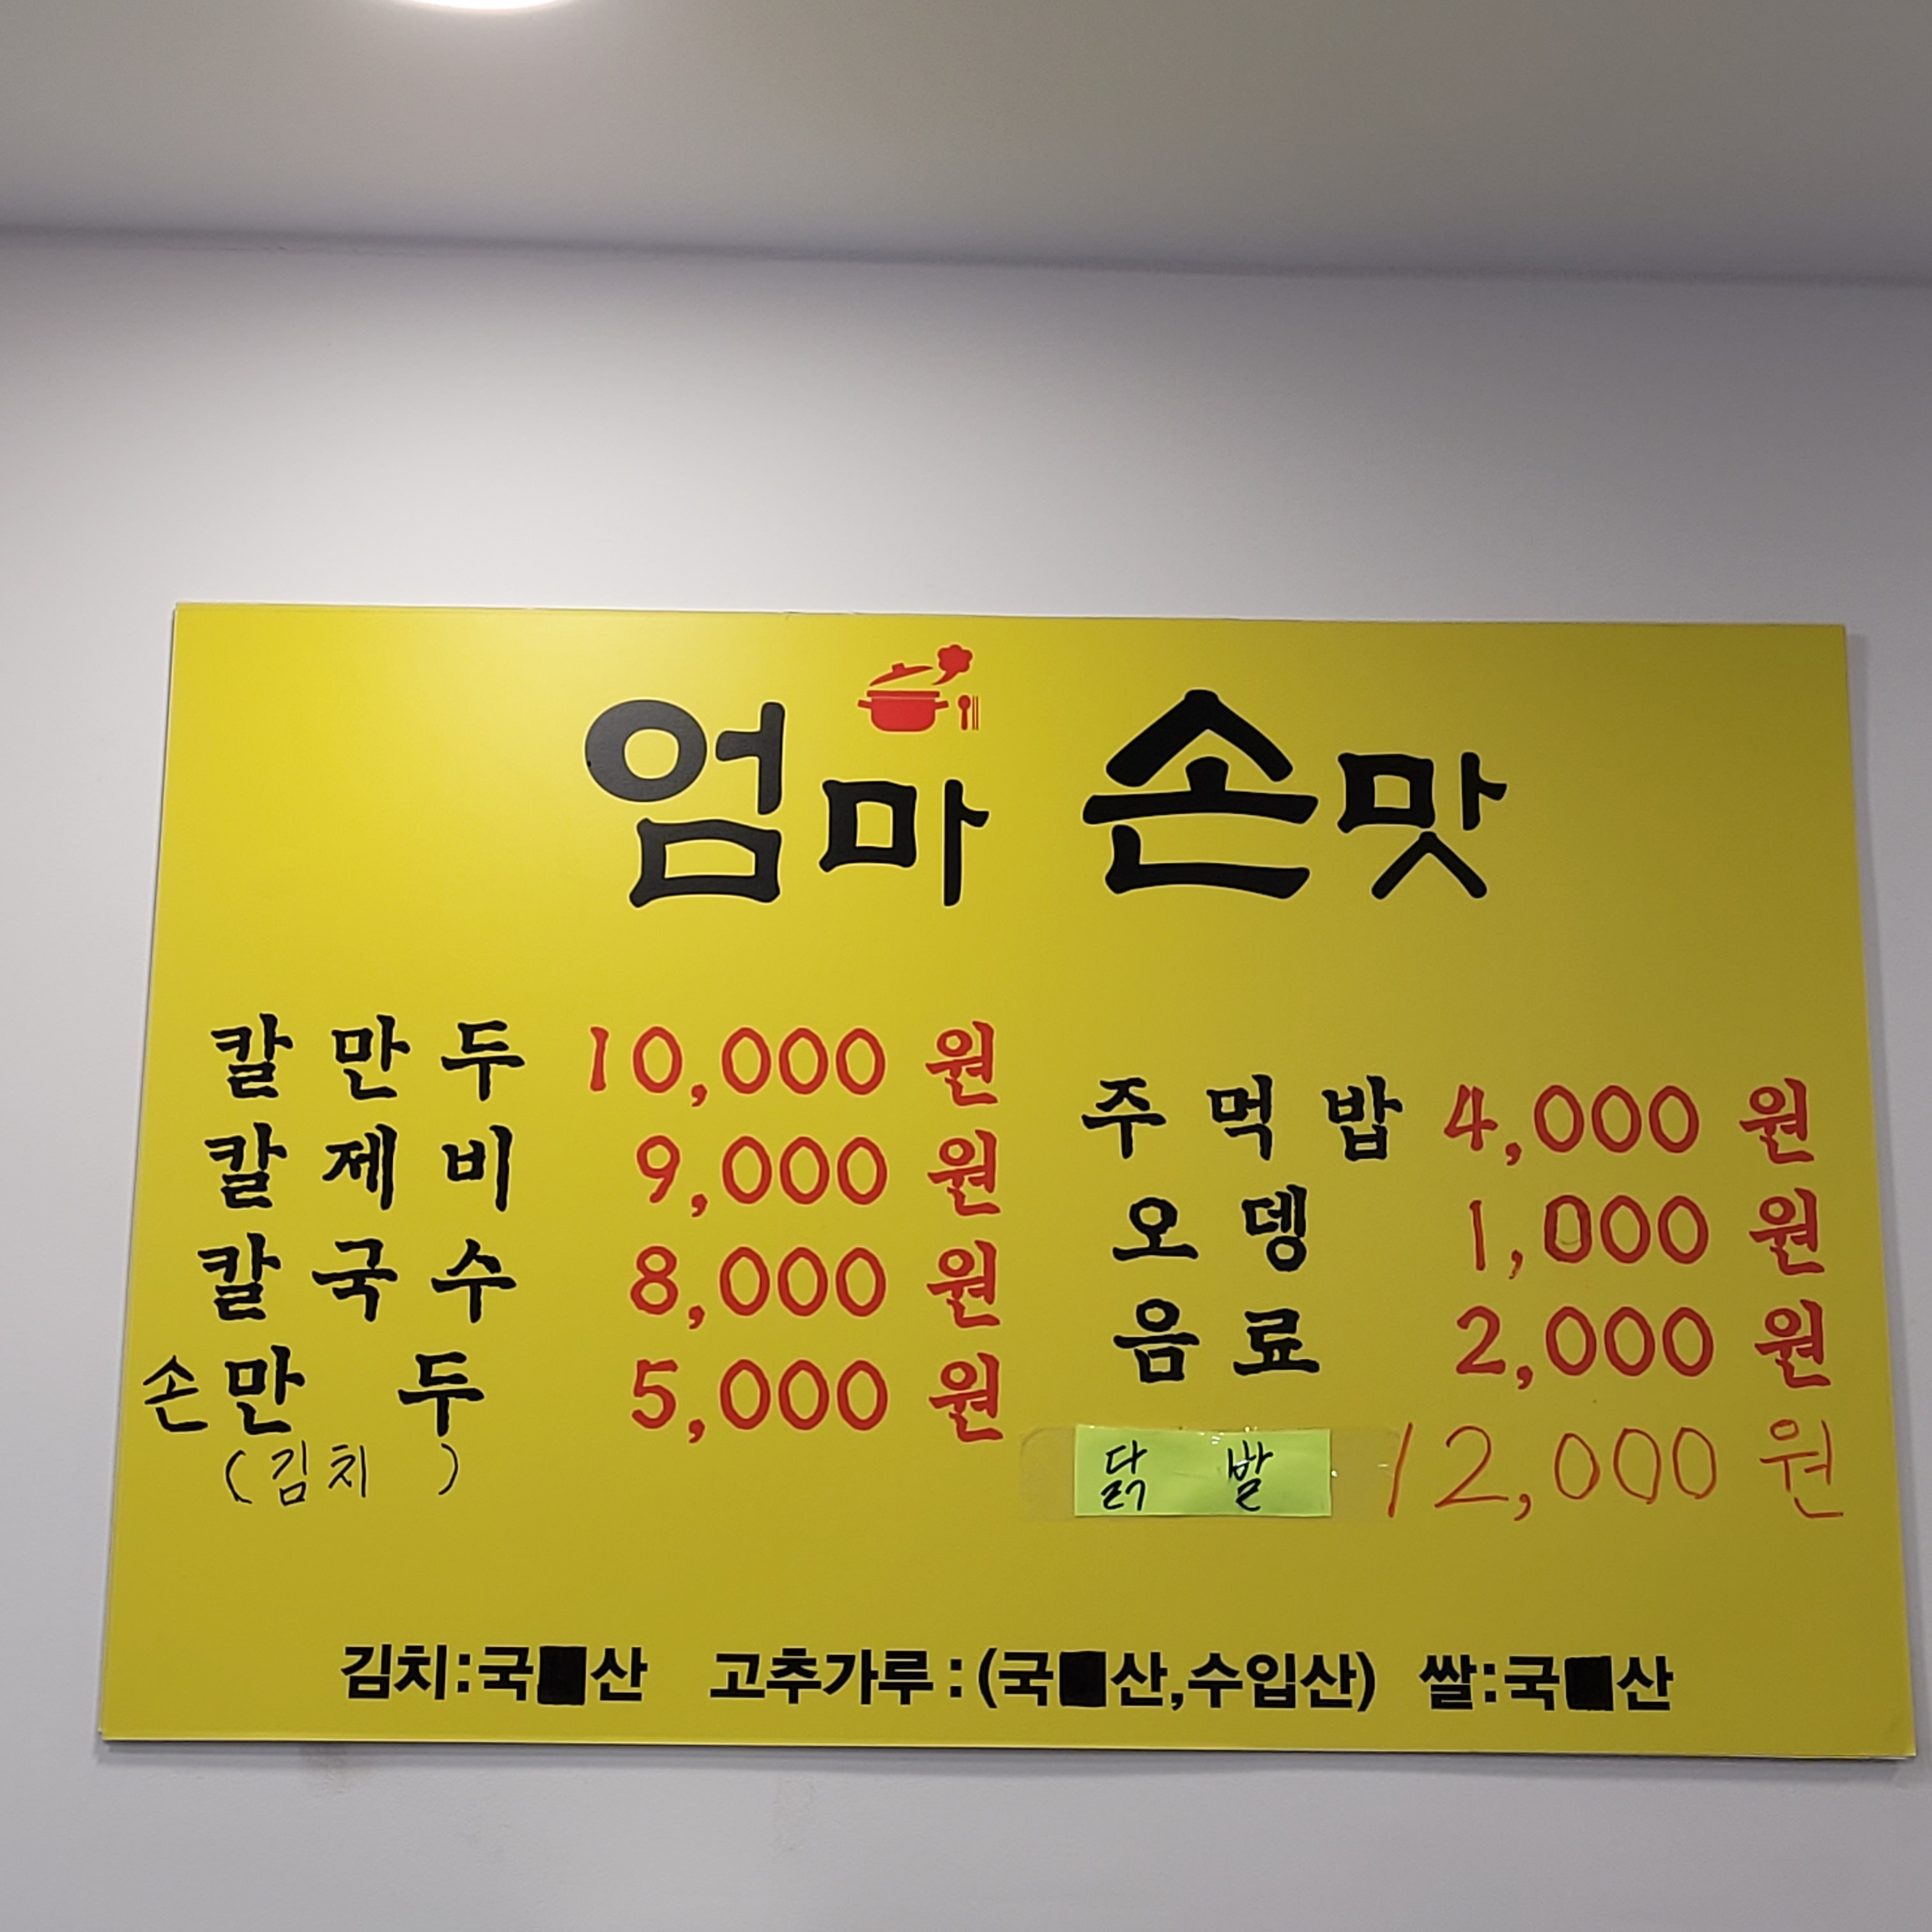 엄마 손맛
칼만두 10,000원
칼제비 9,000원
칼국수 8,000원
손만두 5,000원
(김치)
주먹밥 4,000원
오뎅 1,000원
음료 2,000원
닭발 12,000원
김치:국■산 고추가루:(국■산,수입산) 쌀:국■산